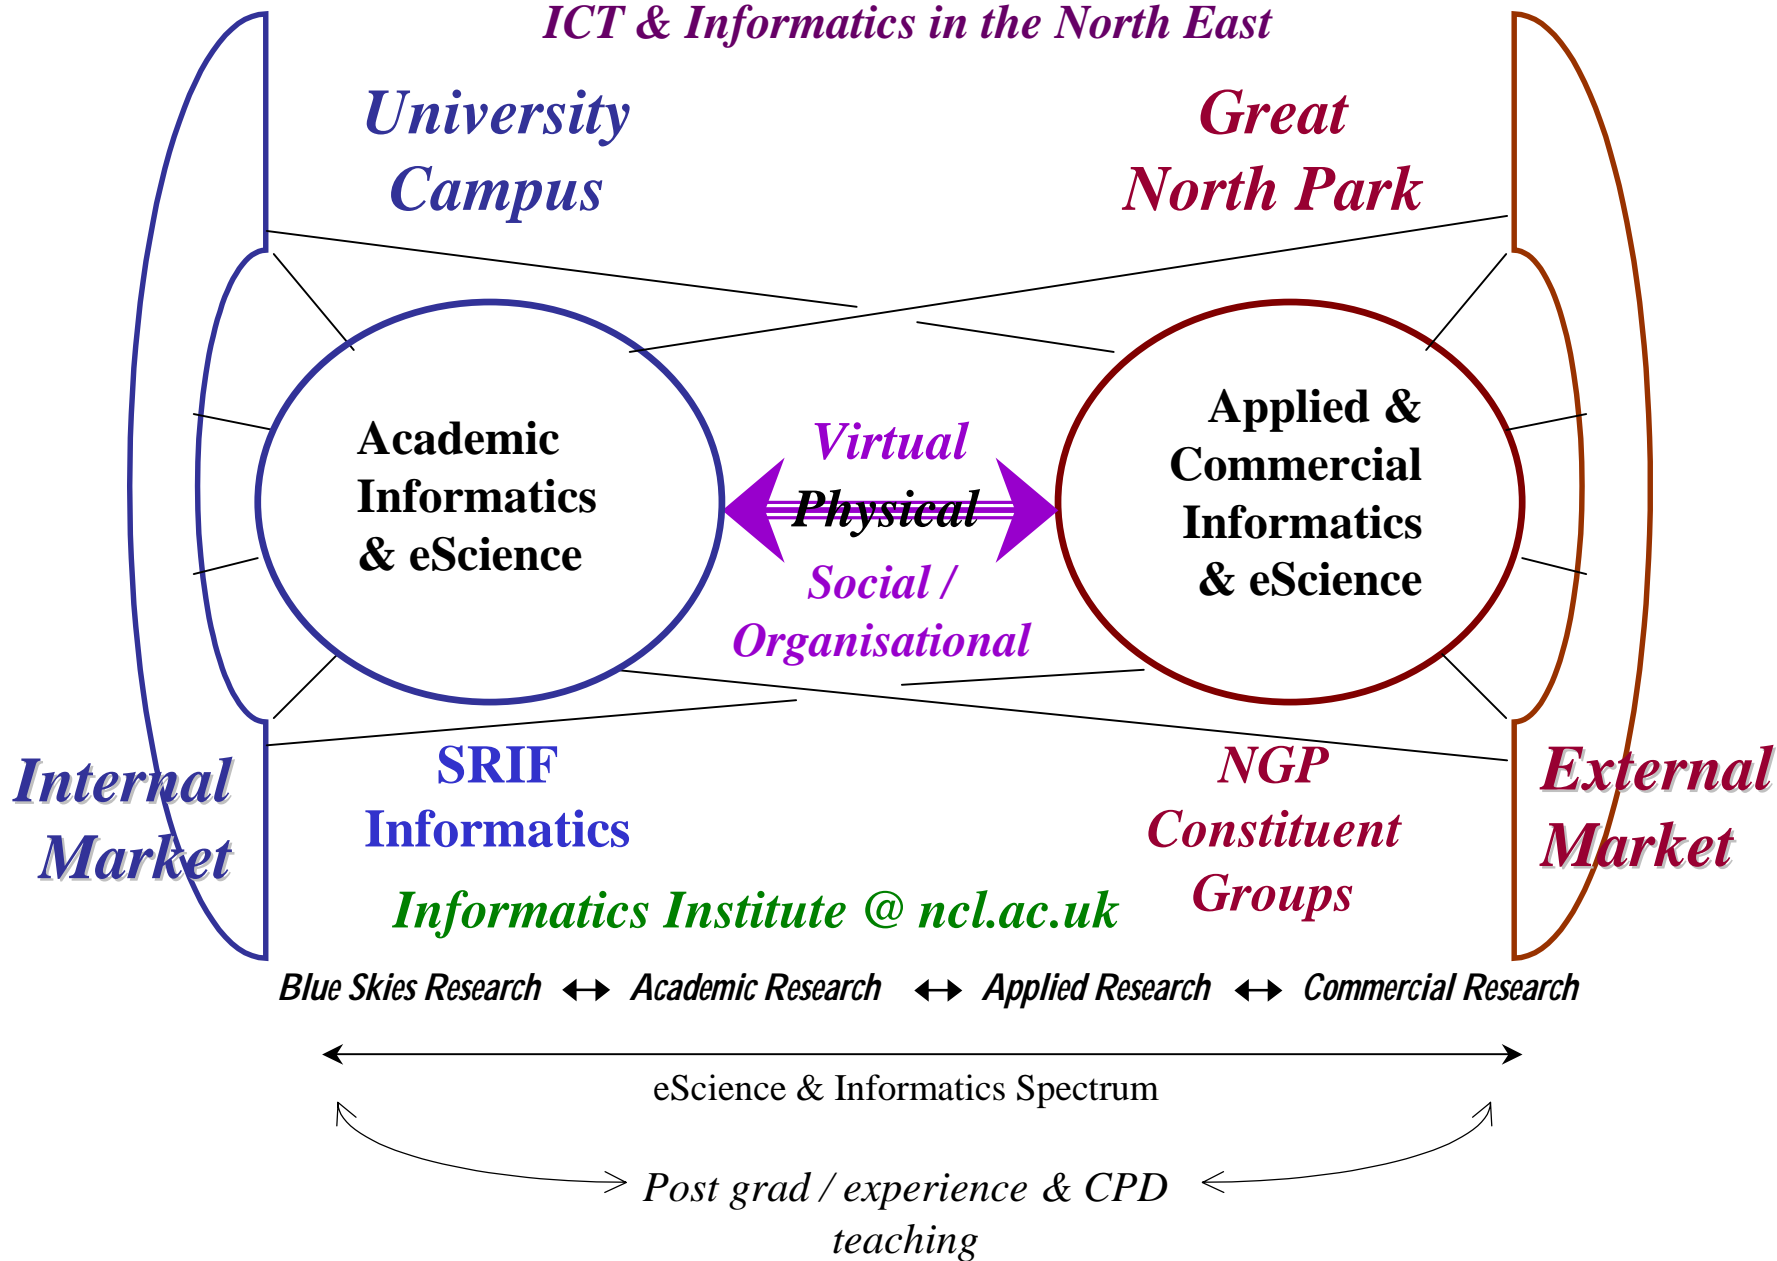 ICT & Informatics in the North East
University
Campus
Great
North Park
Academic
Informatics
& eScience
Virtual
Physical
Social /
Organisational
Applied &
Commercial
Informatics
& eScience
Internal
Market
SRIF
Informatics
NGP
Constituent
Groups
External
Market
Informatics Institute @ ncl.ac.uk
Blue Skies Research ↔ Academic Research ↔ Applied Research ↔ Commercial Research
eScience & Informatics Spectrum
Post grad / experience & CPD
teaching